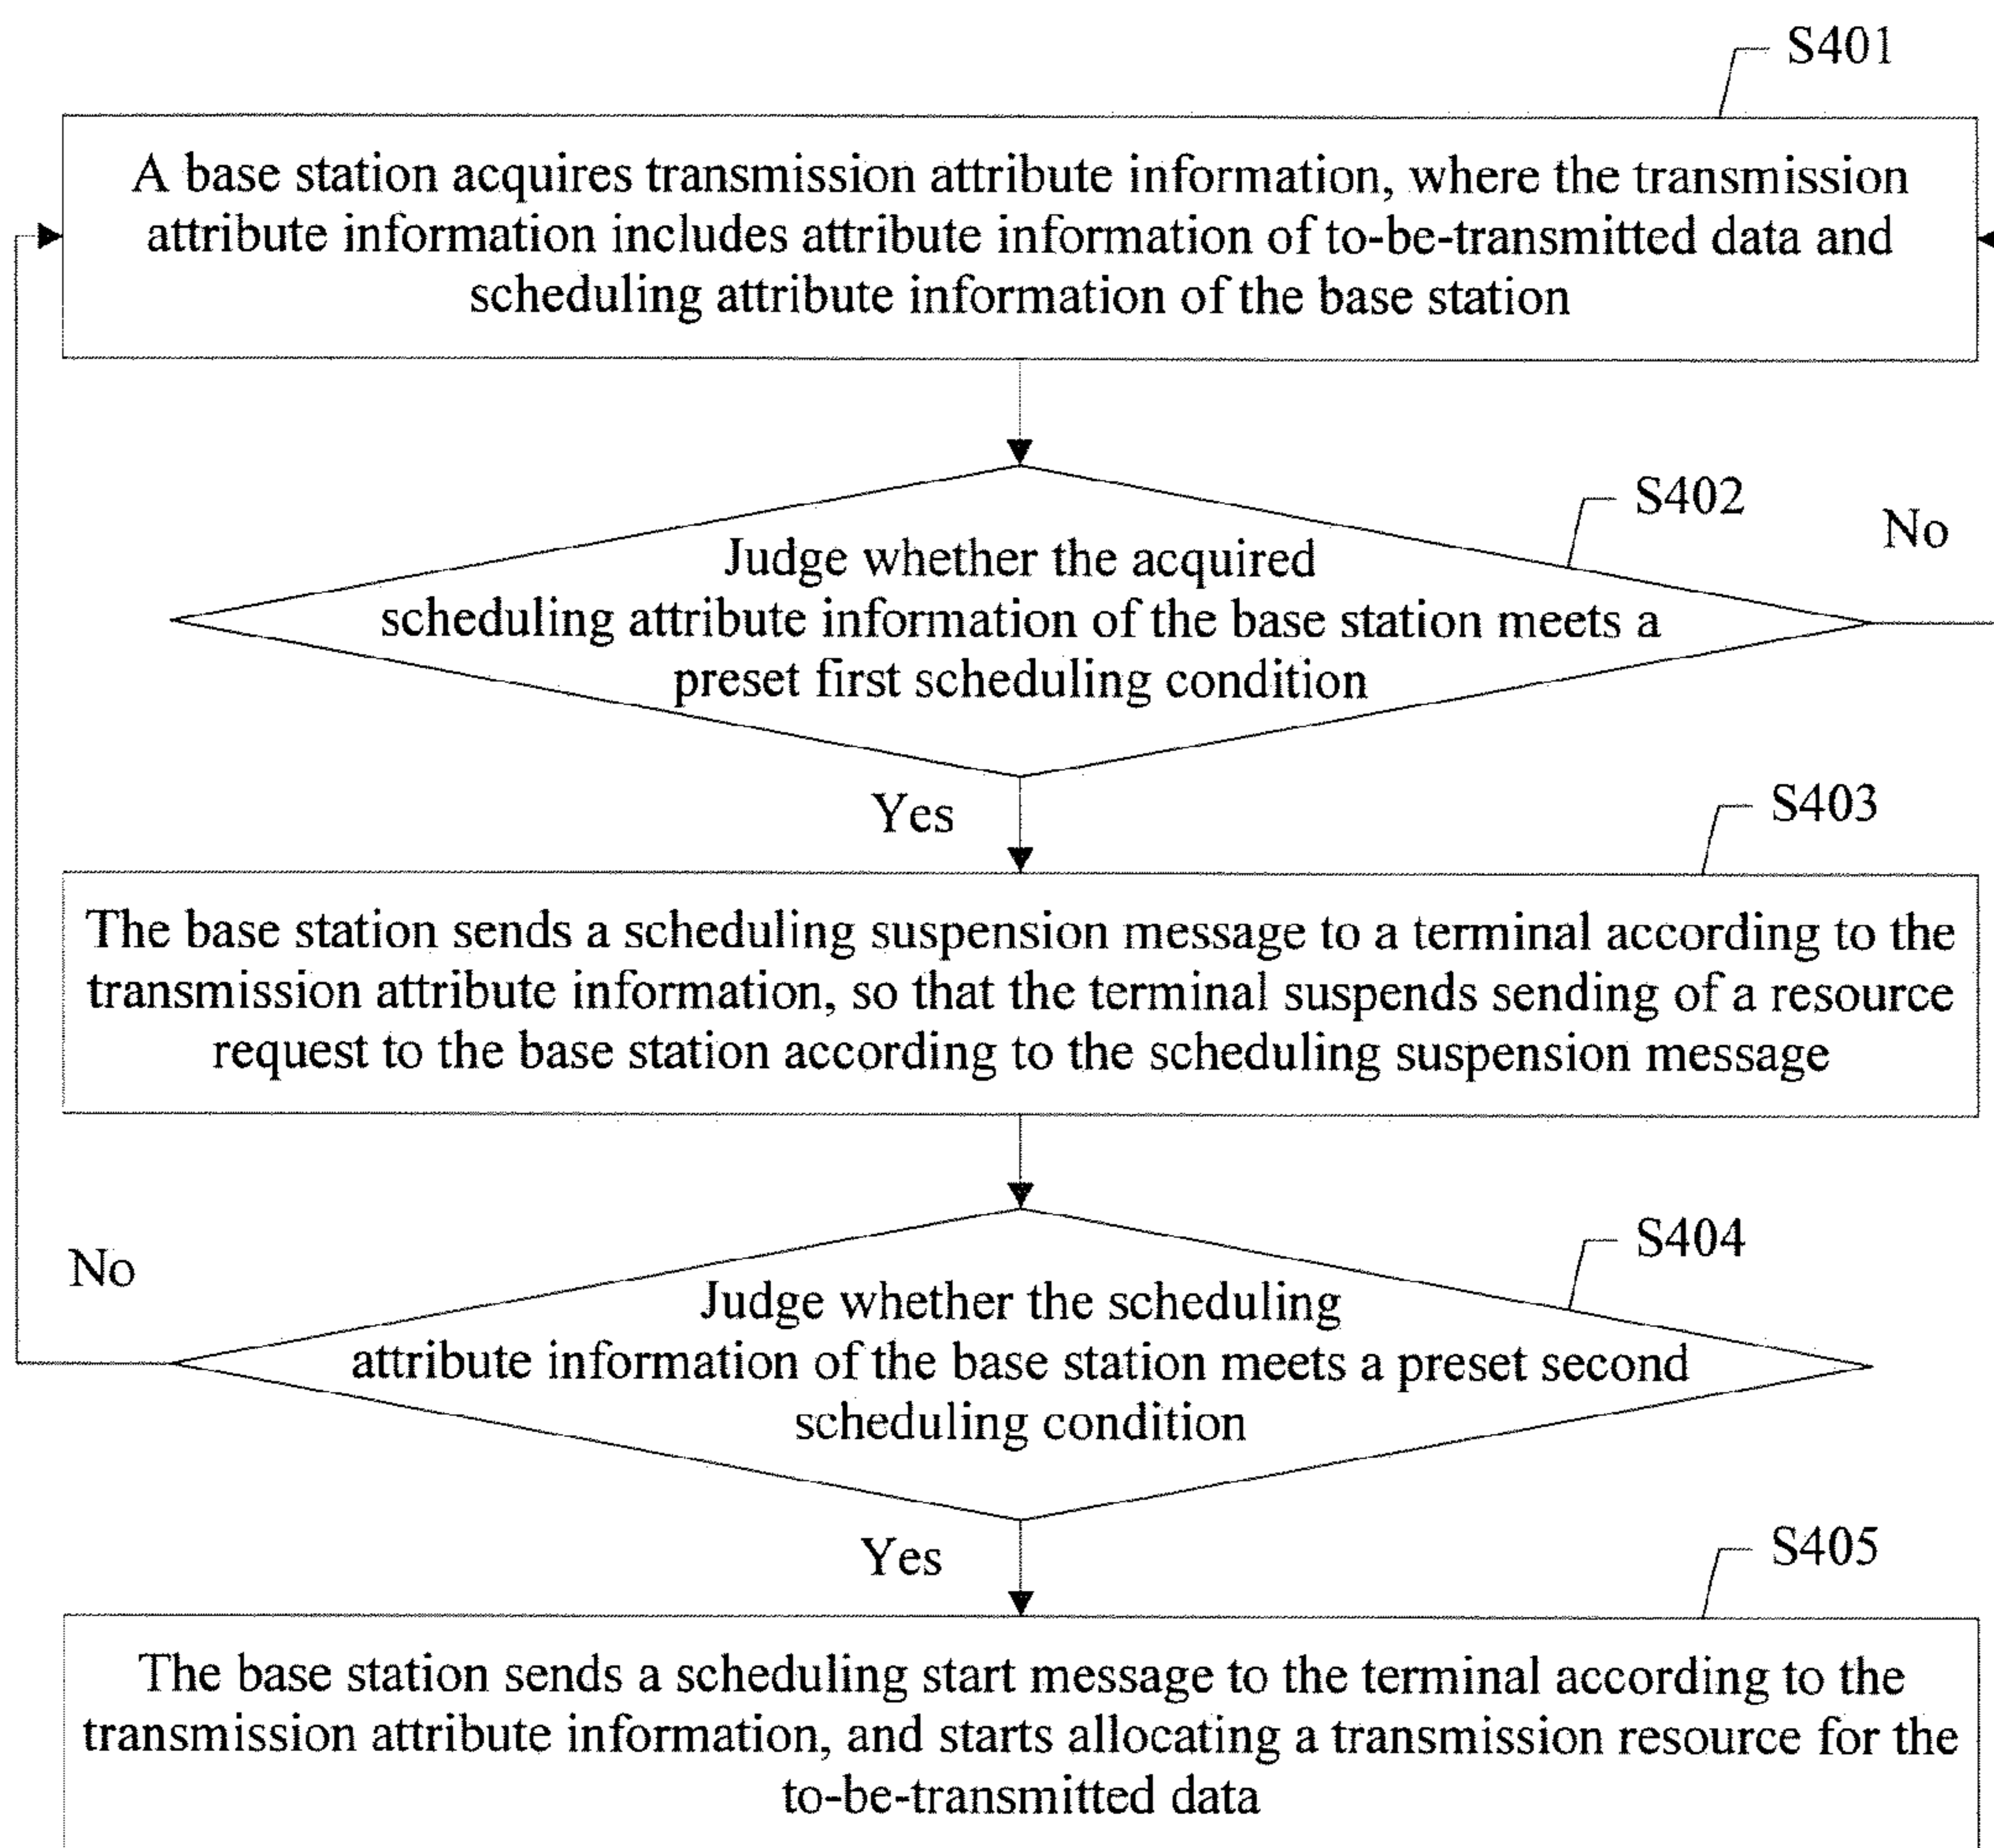 S401
A base station acquires transmission attribute information, where the transmission
attribute information includes attribute information of to-be-transmitted data and
scheduling attribute information of the base station
S402
No
Judge whether the acquired
scheduling attribute information of the base station meets a
preset first scheduling condition
Yes
S403
The base station sends a scheduling suspension message to a terminal according to the
transmission attribute information, so that the terminal suspends sending of a resource
request to the base station according to the scheduling suspension message
S404
No
Judge whether the scheduling
attribute information of the base station meets a preset second
scheduling condition
Yes
S405
The base station sends a scheduling start message to the terminal according to the
transmission attribute information, and starts allocating a transmission resource for the
to-be-transmitted data